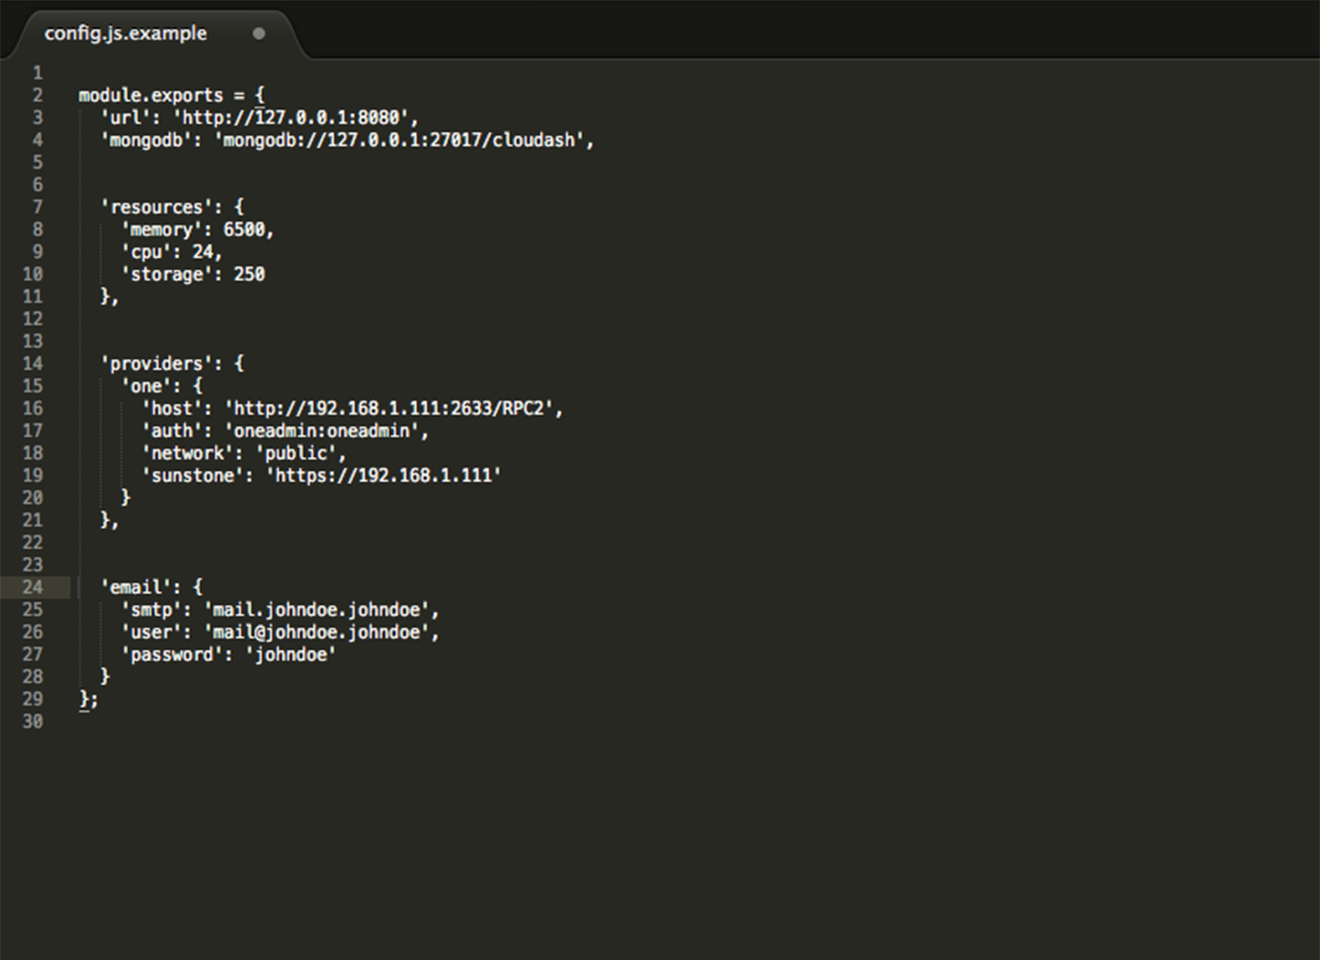 config.js.example
1
2 module.exports = {
3 'url': 'http://127.0.0.1:8080',
4 'mongodb': 'mongodb://127.0.0.1:27017/cloudash',
5
6
7 'resources': {
8 'memory': 6500,
9 'cpu': 24,
10 'storage': 250
11 },
12
13
14 'providers': {
15 'one': {
16 'host': 'http://192.168.1.111:2633/RPC2',
17 'auth': 'oneadmin:oneadmin',
18 'network': 'public',
19 'sunstone': 'https://192.168.1.111'
20 }
21 },
22
23
24 'email': {
25 'smtp': 'mail.johndoe.johndoe',
26 'user': 'mail@johndoe.johndoe',
27 'password': 'johndoe'
28 }
29 };
30